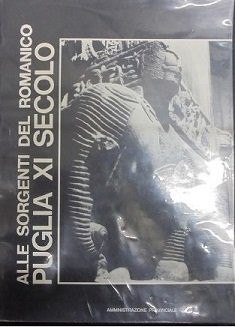 ALLE SORGENTI DEL ROMANICO
PUGLIA XI SECOLO
AMMINISTRAZIONE PROVINCIALE